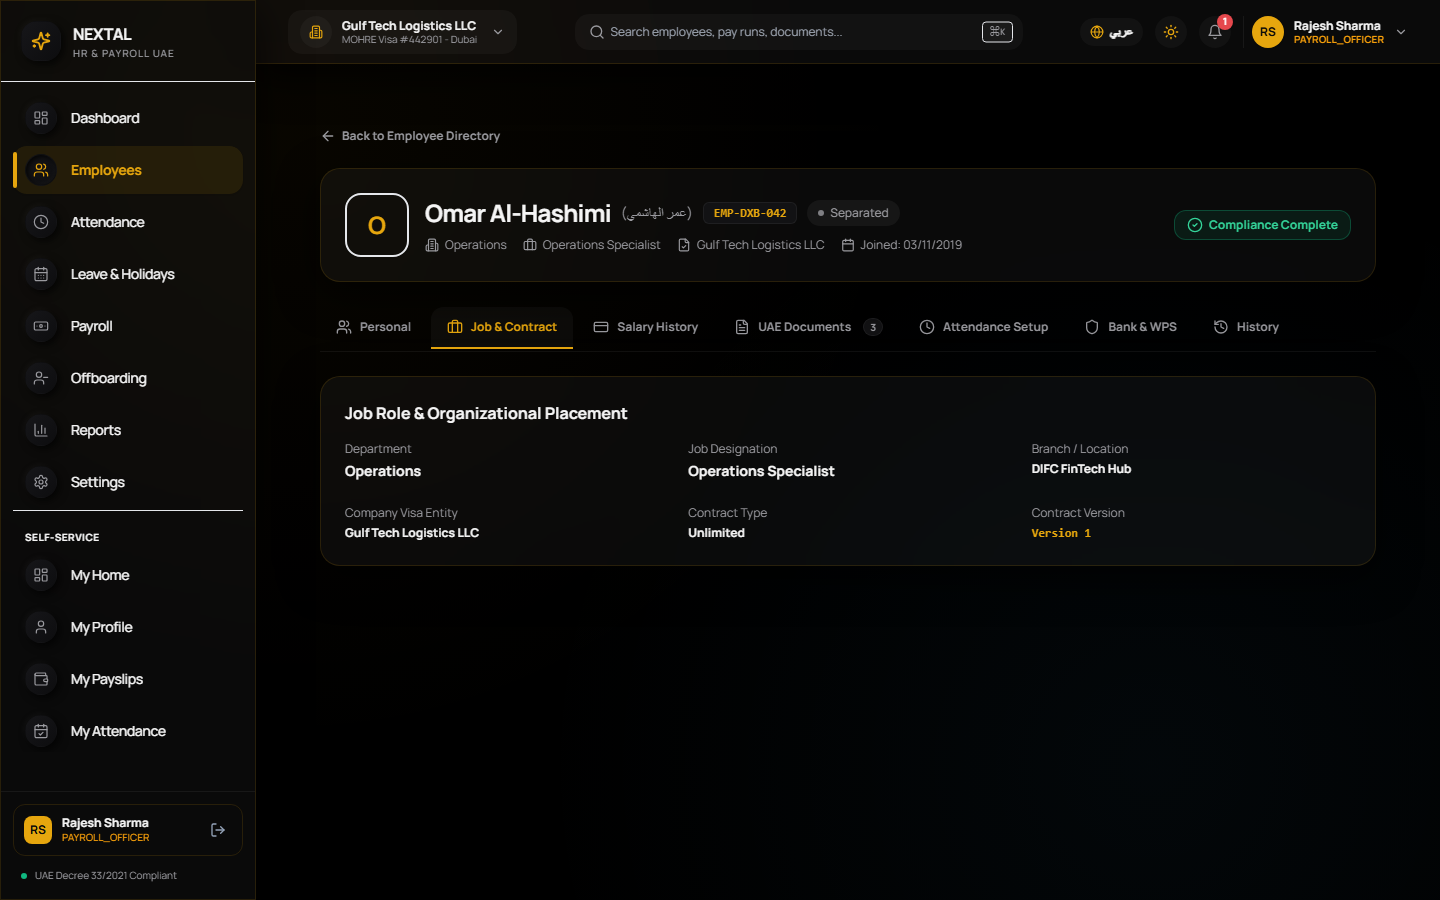 NEXTAL
HR & PAYROLL UAE
Dashboard
Employees
Attendance
Leave & Holidays
Payroll
Offboarding
Reports
Settings
SELF-SERVICE
My Home
My Profile
My Payslips
My Attendance
RS
Rajesh Sharma
PAYROLL_OFFICER
UAE Decree 33/2021 Compliant
Gulf Tech Logistics LLC
MOHRE Visa #442901 - Dubai
Search employees, pay runs, documents...
⌘K
عربي
1
RS
Rajesh Sharma
PAYROLL_OFFICER
Back to Employee Directory
O
Omar Al-Hashimi (عمر الهاشمي) EMP-DXB-042 Separated
Operations Operations Specialist Gulf Tech Logistics LLC Joined: 03/11/2019
Compliance Complete
Personal Job & Contract Salary History UAE Documents 3 Attendance Setup Bank & WPS History
Job Role & Organizational Placement
Department
Operations
Job Designation
Operations Specialist
Branch / Location
DIFC FinTech Hub
Company Visa Entity
Gulf Tech Logistics LLC
Contract Type
Unlimited
Contract Version
Version 1